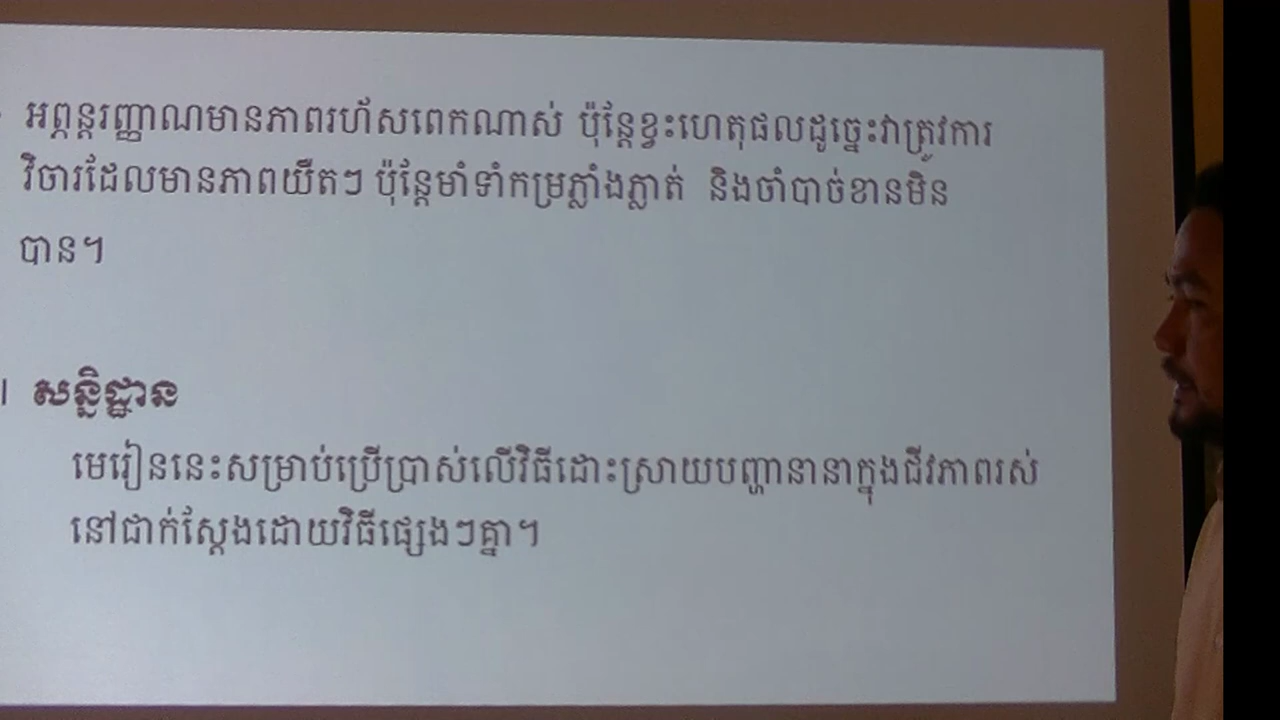 អព្ភន្តរញ្ញាណមានភាពរហ័សពេកណាស់ ប៉ុន្តែខ្វះហេតុផលដូច្នេះវាត្រូវការ
វិចារដែលមានភាពយឺតៗ ប៉ុន្តែមាំទាំកម្រភ្លាំងភ្លាត់ និងចាំបាច់ខានមិន
បាន។
សន្និដ្ឋាន
មេរៀននេះសម្រាប់ប្រើប្រាស់លើវិធីដោះស្រាយបញ្ហានានាក្នុងជីវភាពរស់
នៅជាក់ស្តែងដោយវិធីផ្សេងៗគ្នា។